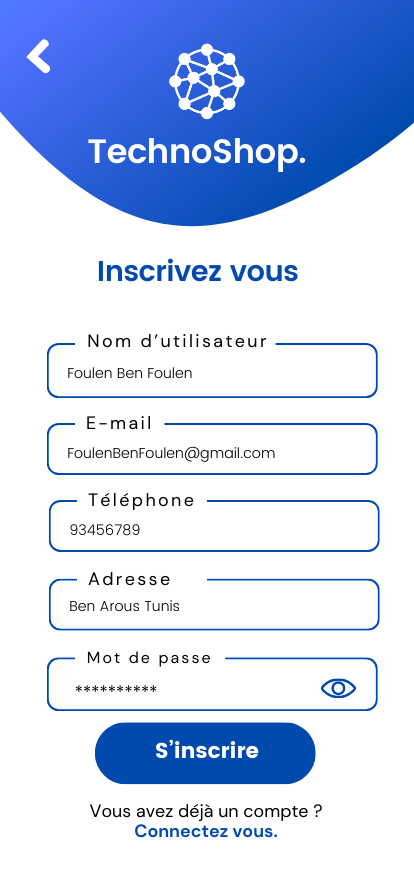 TechnoShop.
Inscrivez vous
Nom d'utilisateur
Foulen Ben Foulen
E-mail
FoulenBenFoulen@gmail.com
Téléphone
93456789
Adresse
Ben Arous Tunis
Mot de passe
**********
S'inscrire
Vous avez déjà un compte ?
Connectez vous.